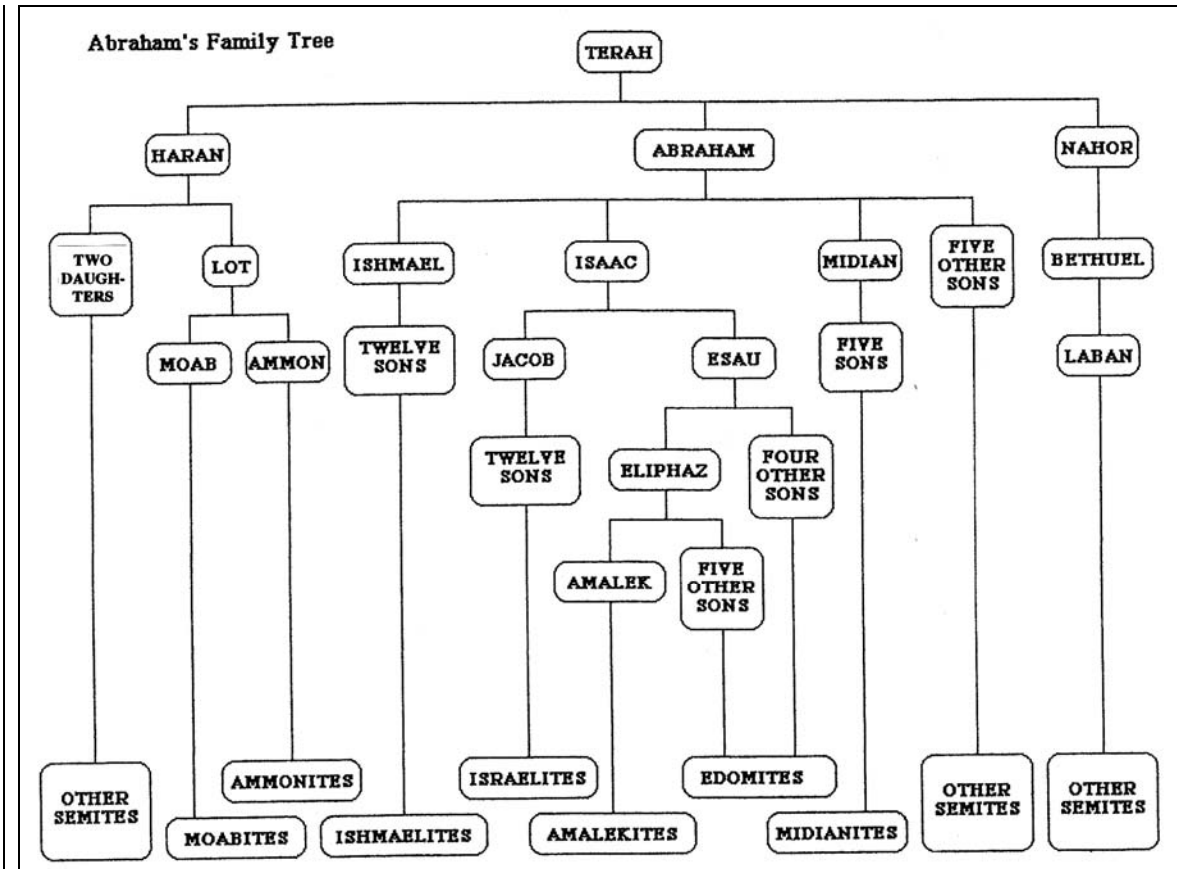 Abraham's Family Tree
TERAH
HARAN
ABRAHAM
NAHOR
TWO
DAUGH-
TERS
LOT
ISHMAEL
ISAAC
MIDIAN
FIVE
OTHER
SONS
BETHUEL
MOAB
AMMON
TWELVE
SONS
JACOB
ESAU
FIVE
SONS
LABAN
TWELVE
SONS
ELIPHAZ
FOUR
OTHER
SONS
AMALEK
FIVE
OTHER
SONS
OTHER
SEMITES
MOABITES
AMMONITES
ISHMAELITES
ISRAELITES
AMALEKITES
EDOMITES
MIDIANITES
OTHER
SEMITES
OTHER
SEMITES